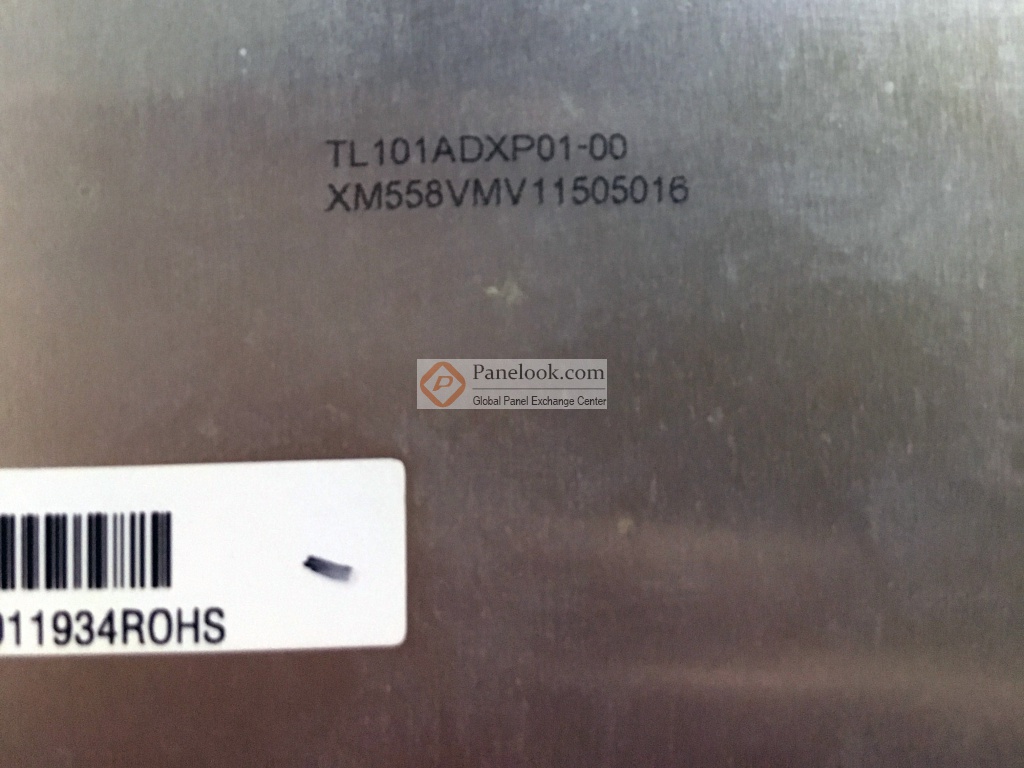 TL101ADXP01-00
XM558VMV11505016
Panelook.com
Global Panel Exchange Center
011934ROHS